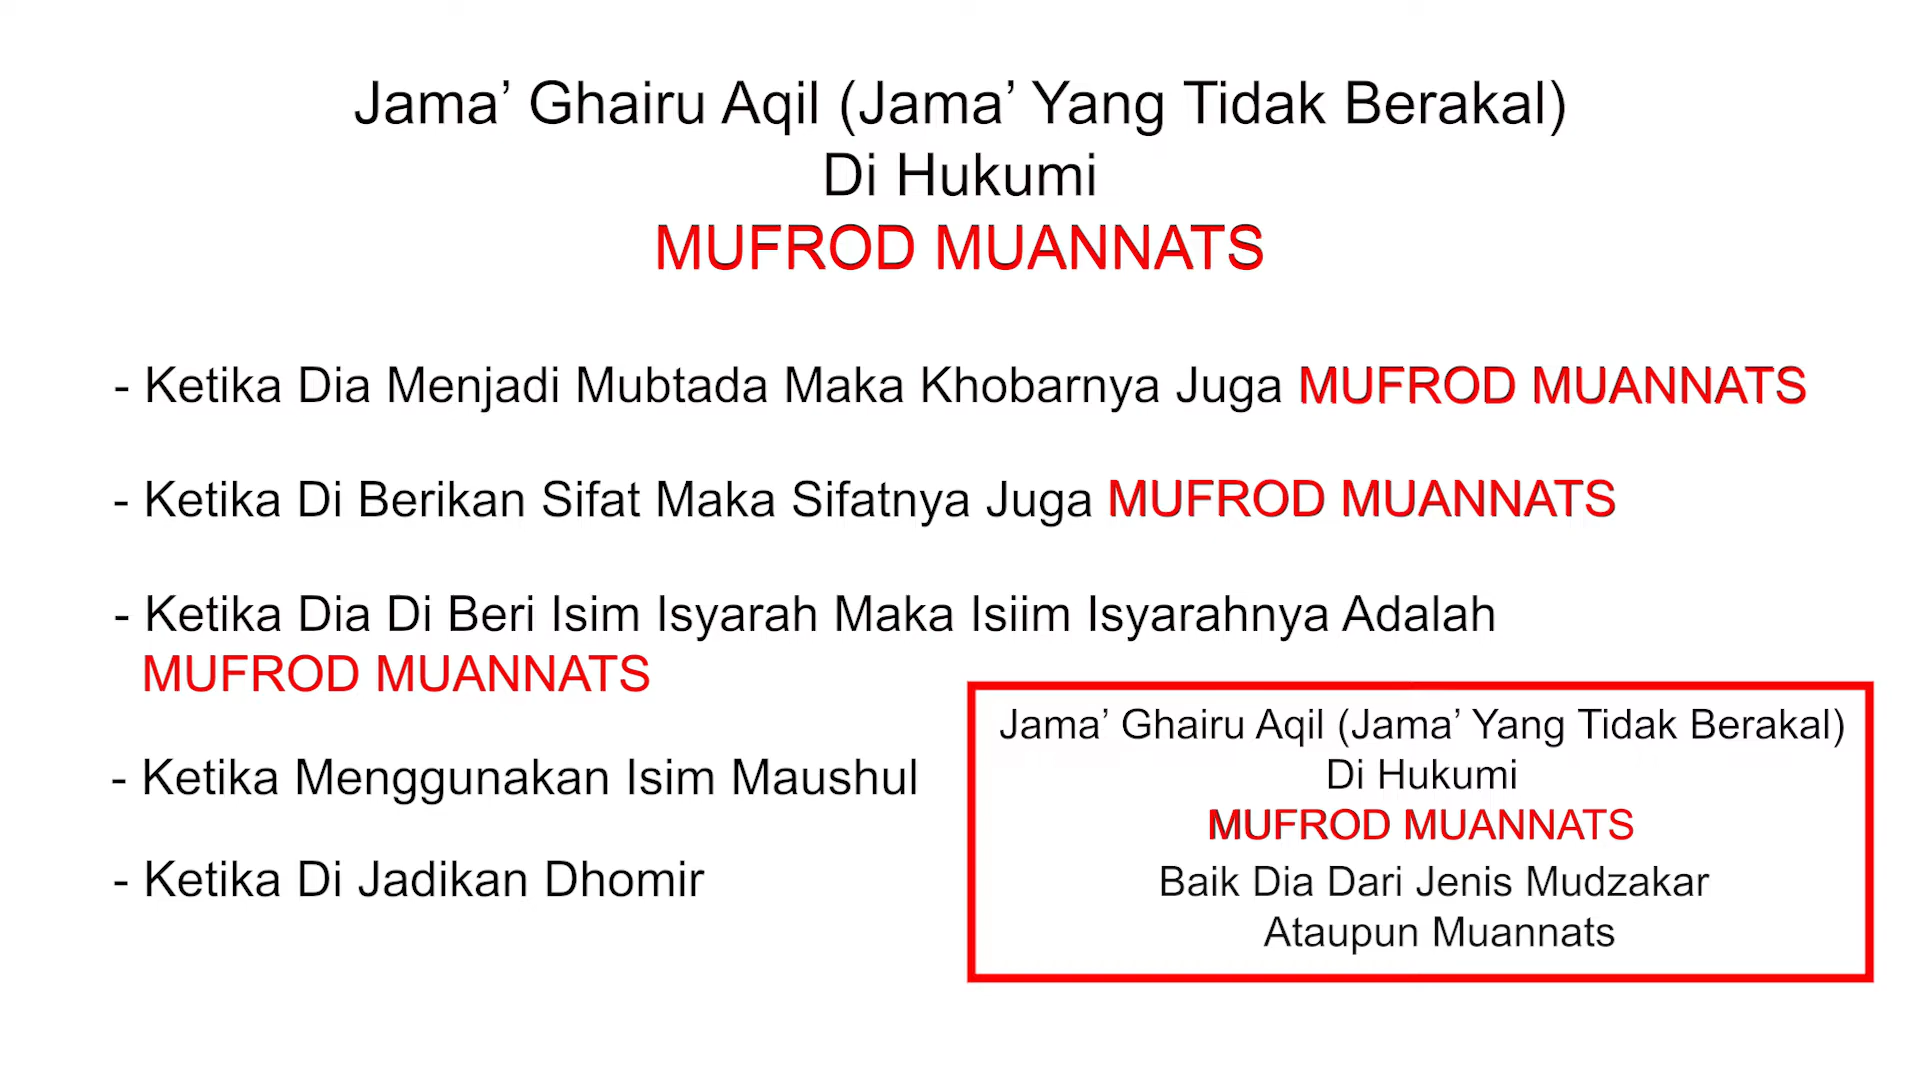 Jama’ Ghairu Aqil (Jama’ Yang Tidak Berakal)
Di Hukumi
MUFROD MUANNATS
- Ketika Dia Menjadi Mubtada Maka Khobarnya Juga MUFROD MUANNATS
- Ketika Di Berikan Sifat Maka Sifatnya Juga MUFROD MUANNATS
- Ketika Dia Di Beri Isim Isyarah Maka Isiim Isyarahnya Adalah
MUFROD MUANNATS
- Ketika Menggunakan Isim Maushul
- Ketika Di Jadikan Dhomir
Jama’ Ghairu Aqil (Jama’ Yang Tidak Berakal)
Di Hukumi
MUFROD MUANNATS
Baik Dia Dari Jenis Mudzakar
Ataupun Muannats